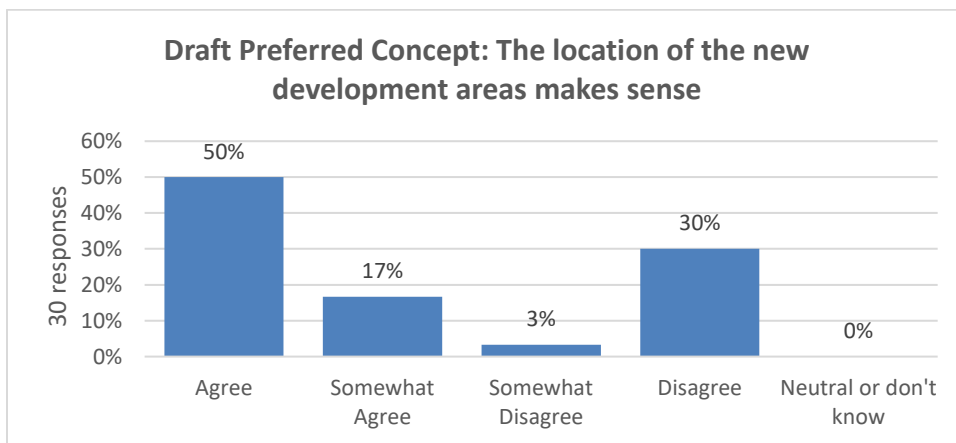 Draft Preferred Concept: The location of the new
development areas makes sense
30 responses
60%
50%
40%
30%
20%
10%
0%
50%
17%
3%
30%
0%
Agree
Somewhat
Agree
Somewhat
Disagree
Disagree
Neutral or don't
know